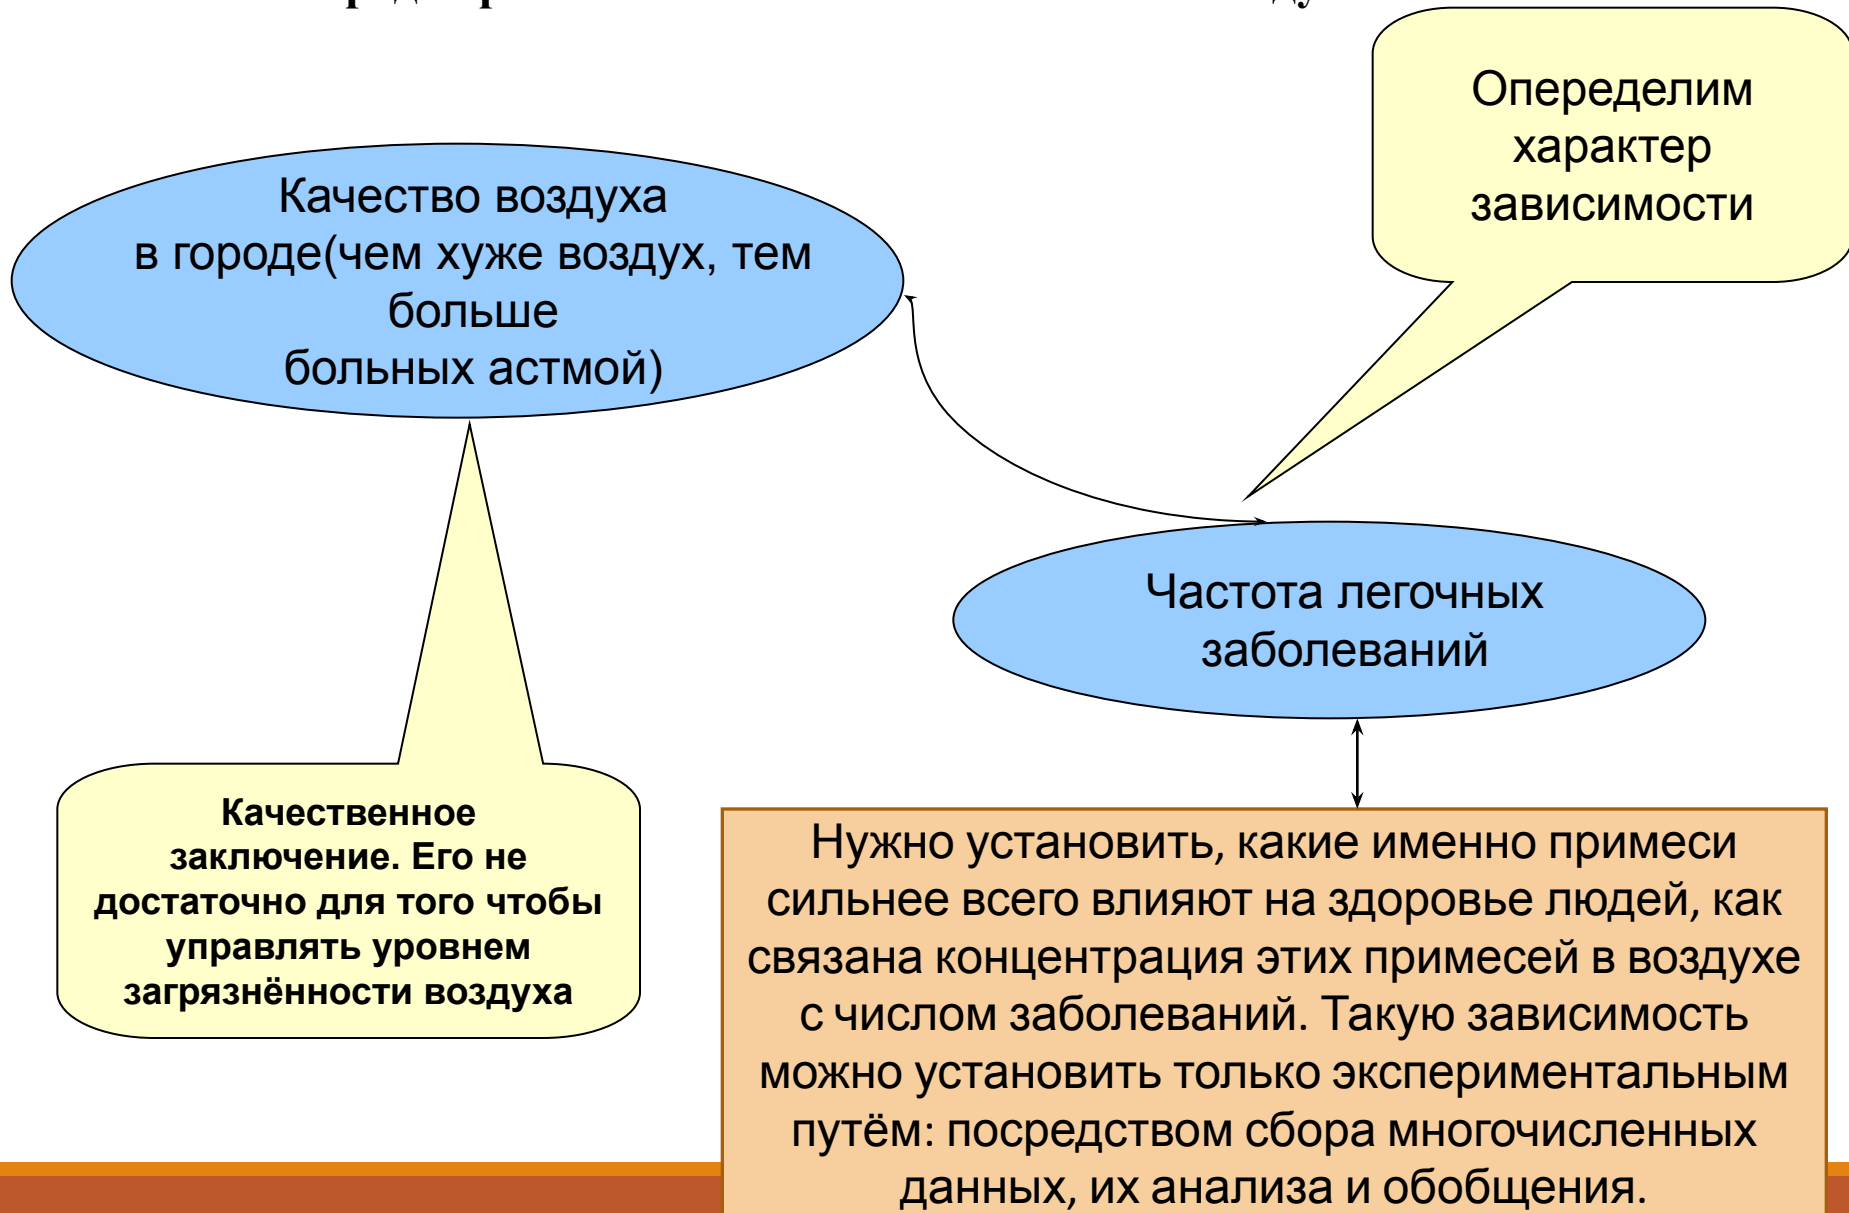 Опеределим
характер
зависимости
Качество воздуха
в городе(чем хуже воздух, тем
больше
больных астмой)
Частота легочных
заболеваний
Качественное
заключение. Его не
достаточно для того чтобы
управлять уровнем
загрязнённости воздуха
Нужно установить, какие именно примеси
сильнее всего влияют на здоровье людей, как
связана концентрация этих примесей в воздухе
с числом заболеваний. Такую зависимость
можно установить только экспериментальным
путём: посредством сбора многочисленных
данных, их анализа и обобщения.